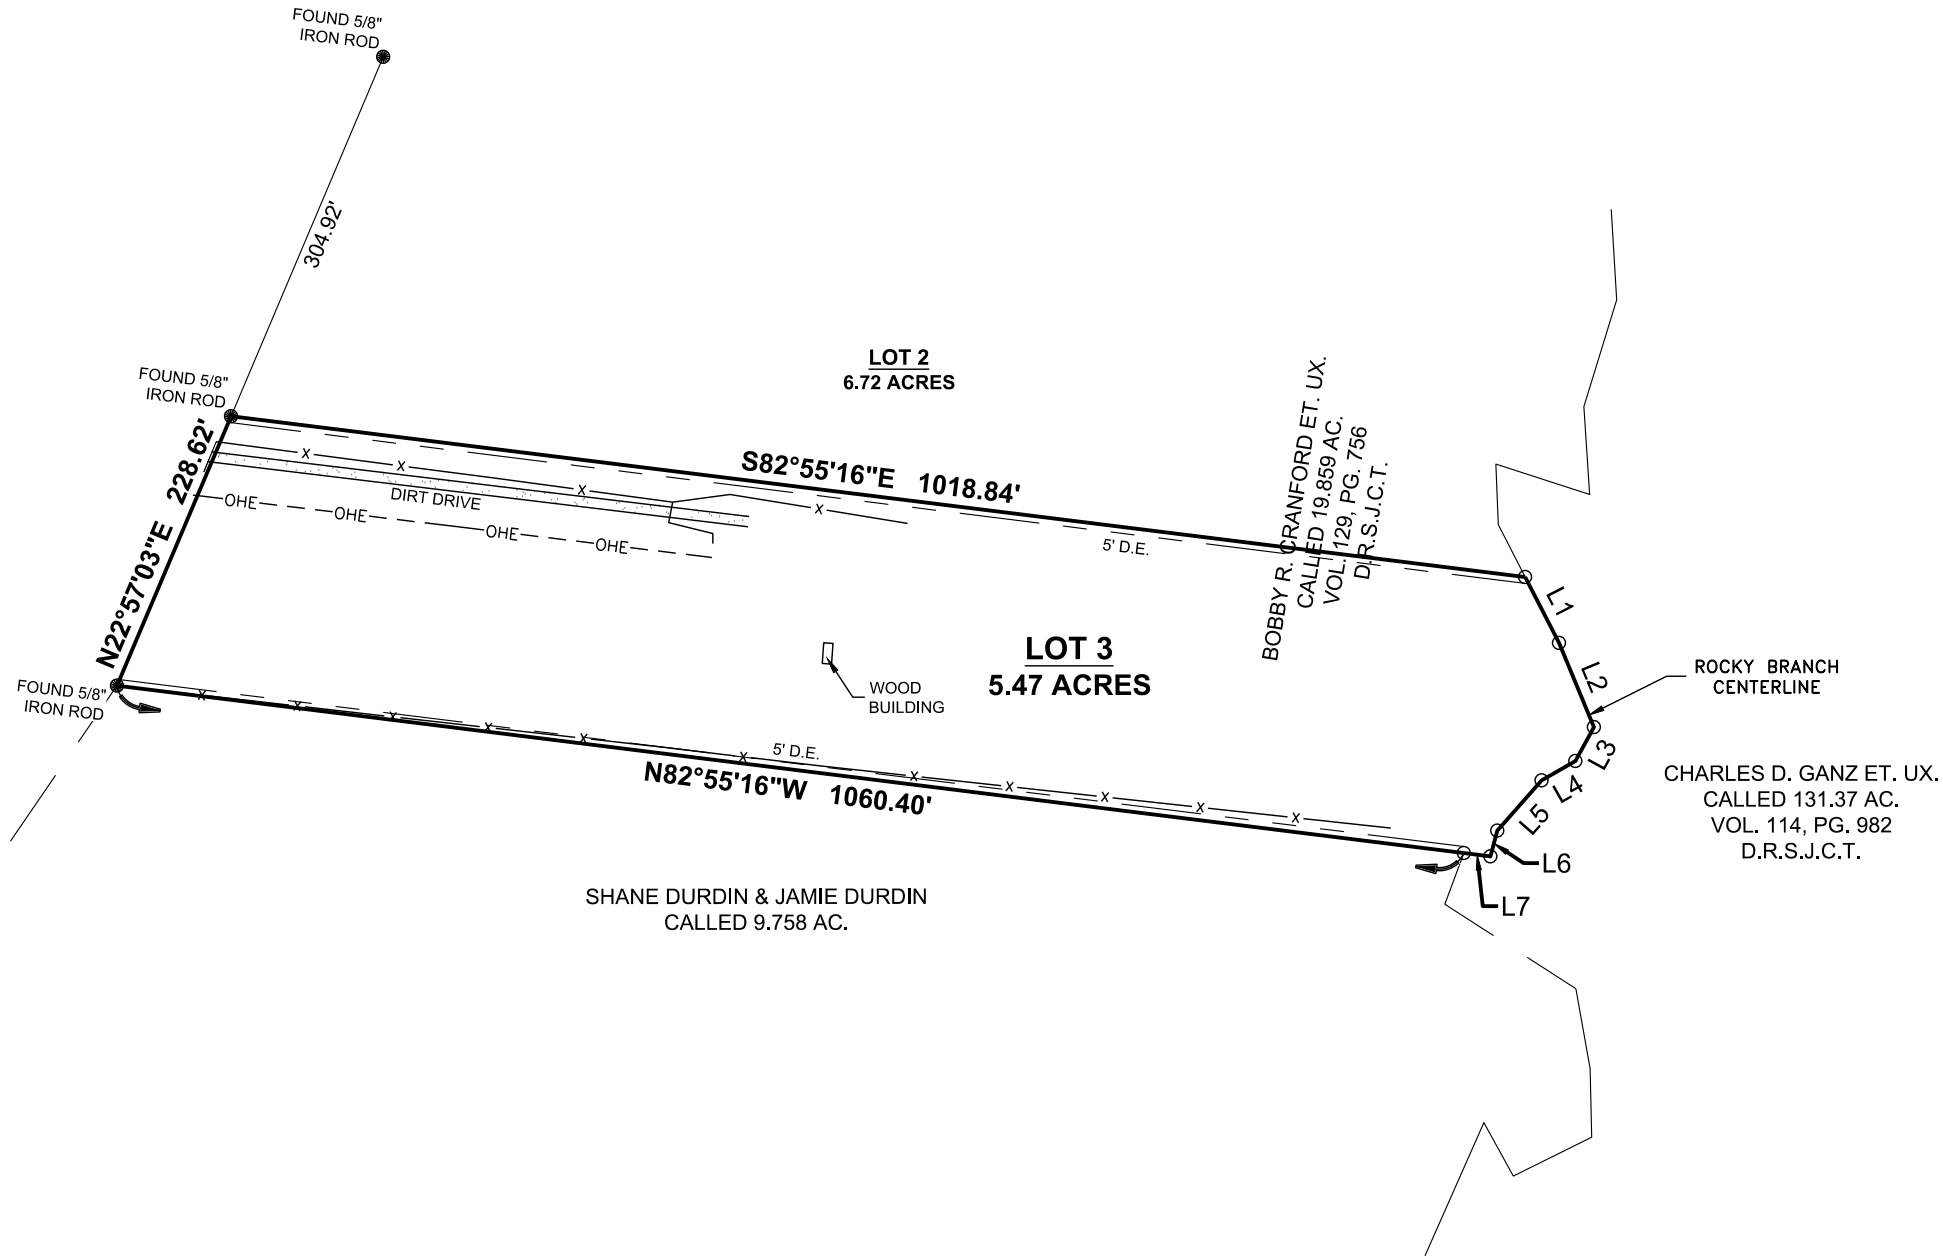 FOUND 5/8"
IRON ROD
304.92'
LOT 2
6.72 ACRES
FOUND 5/8"
IRON ROD
N22°57'03"E 228.62'
S82°55'16"E 1018.84'
X
X
X
X
DIRT DRIVE
OHE
OHE
OHE
OHE
5' D.E.
BOBBY R. CRANFORD ET. UX.
CALLED 19.859 AC.
VOL. 129, PG. 756
D.R.S.J.C.T.
L1
L2
ROCKY BRANCH
CENTERLINE
LOT 3
5.47 ACRES
WOOD
BUILDING
FOUND 5/8"
IRON ROD
X
X
X
X
X
X
X
X
X
X
X
5' D.E.
N82°55'16"W 1060.40'
L3
L4
L5
L6
L7
CHARLES D. GANZ ET. UX.
CALLED 131.37 AC.
VOL. 114, PG. 982
D.R.S.J.C.T.
SHANE DURDIN & JAMIE DURDIN
CALLED 9.758 AC.